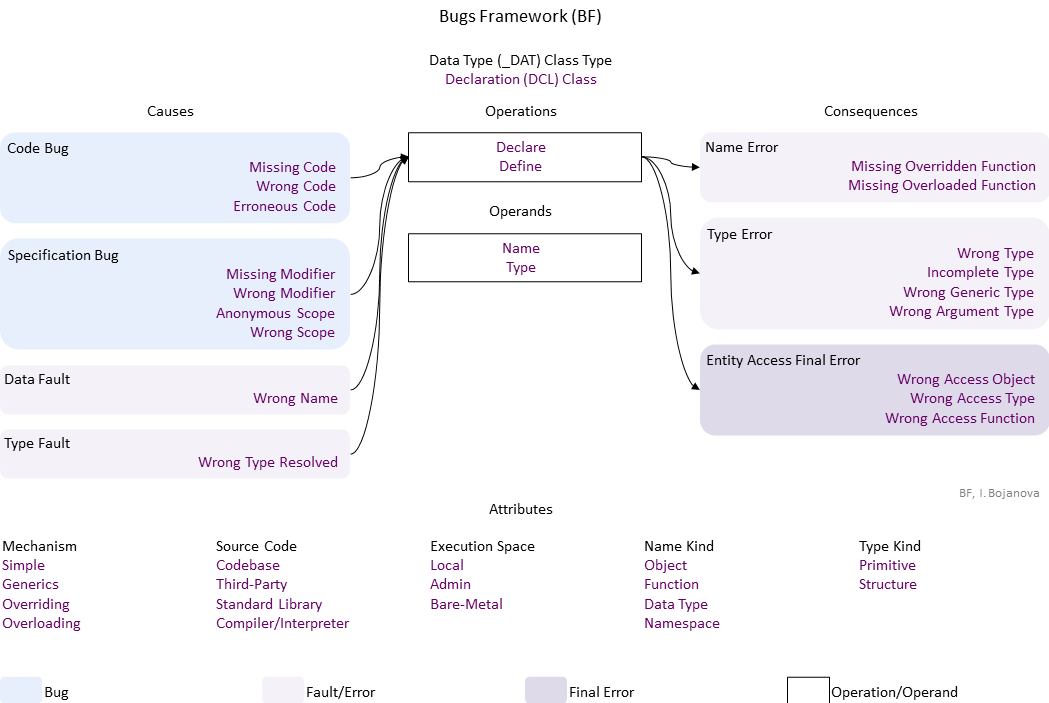 Bugs Framework (BF)
Data Type (_DAT) Class Type
Declaration (DCL) Class
Causes
Operations
Consequences
Code Bug
Missing Code
Wrong Code
Erroneous Code
Specification Bug
Missing Modifier
Wrong Modifier
Anonymous Scope
Wrong Scope
Data Fault
Wrong Name
Type Fault
Wrong Type Resolved
Declare
Define
Operands
Name
Type
Name Error
Missing Overridden Function
Missing Overloaded Function
Type Error
Wrong Type
Incomplete Type
Wrong Generic Type
Wrong Argument Type
Entity Access Final Error
Wrong Access Object
Wrong Access Type
Wrong Access Function
BF, I. Bojanova
Attributes
Mechanism
Simple
Generics
Overriding
Overloading
Source Code
Codebase
Third-Party
Standard Library
Compiler/Interpreter
Execution Space
Local
Admin
Bare-Metal
Name Kind
Object
Function
Data Type
Namespace
Type Kind
Primitive
Structure
Bug
Fault/Error
Final Error
Operation/Operand